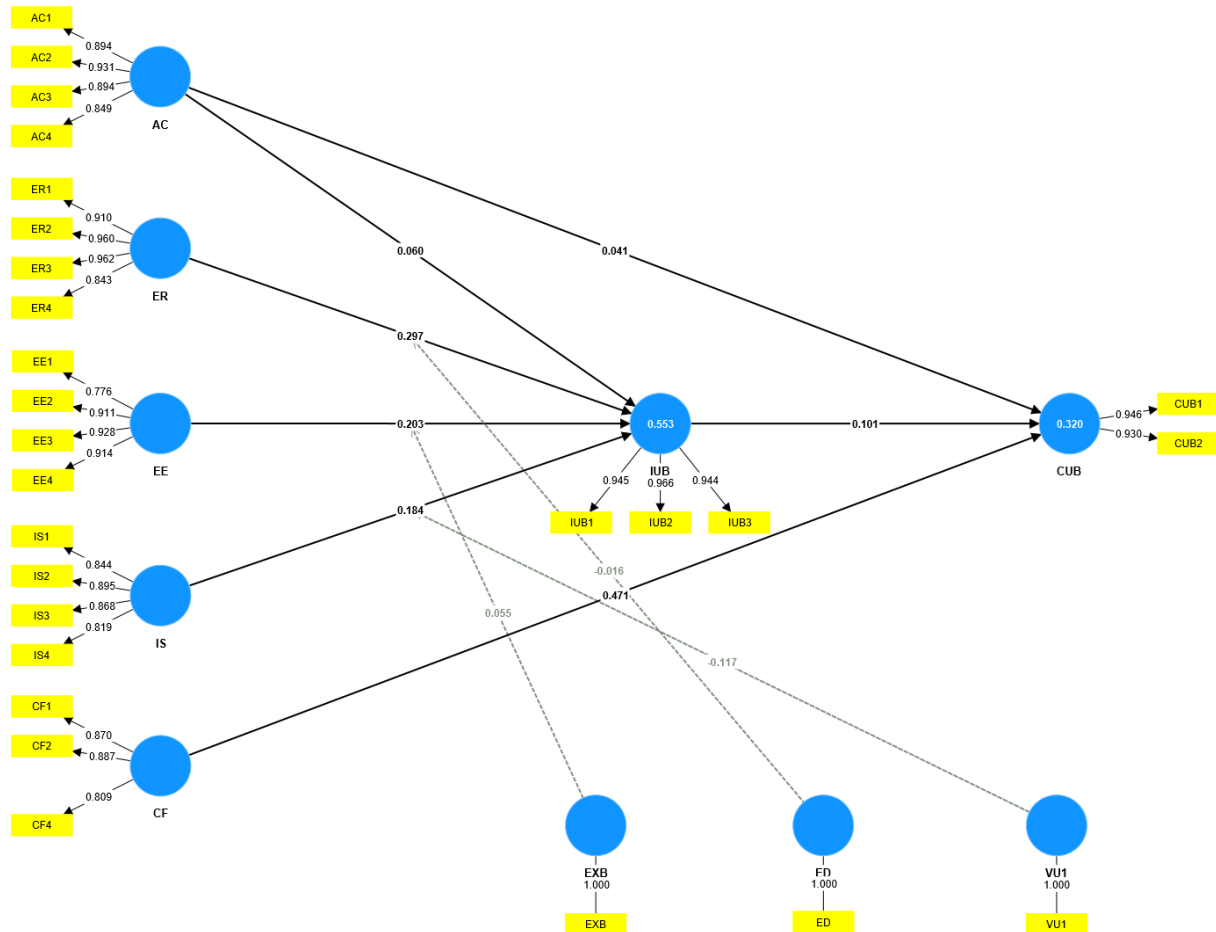 AC1
AC2
AC3
AC4
0.894
0.931
0.894
0.849
AC
ER1
ER2
ER3
ER4
0.910
0.960
0.962
0.843
ER
EE1
EE2
EE3
EE4
0.776
0.911
0.928
0.914
EE
IS1
IS2
IS3
IS4
0.844
0.895
0.868
0.819
IS
CF1
CF2
CF4
0.870
0.887
0.809
CF
0.060
0.041
0.297
0.203
0.184
0.553
IUB
0.945
0.966
0.944
IUB1
IUB2
IUB3
0.101
0.320
CUB
0.946
0.930
CUB1
CUB2
-0.016
0.471
0.055
-0.117
EXB
1.000
EXB
ED
1.000
ED
VU1
1.000
VU1